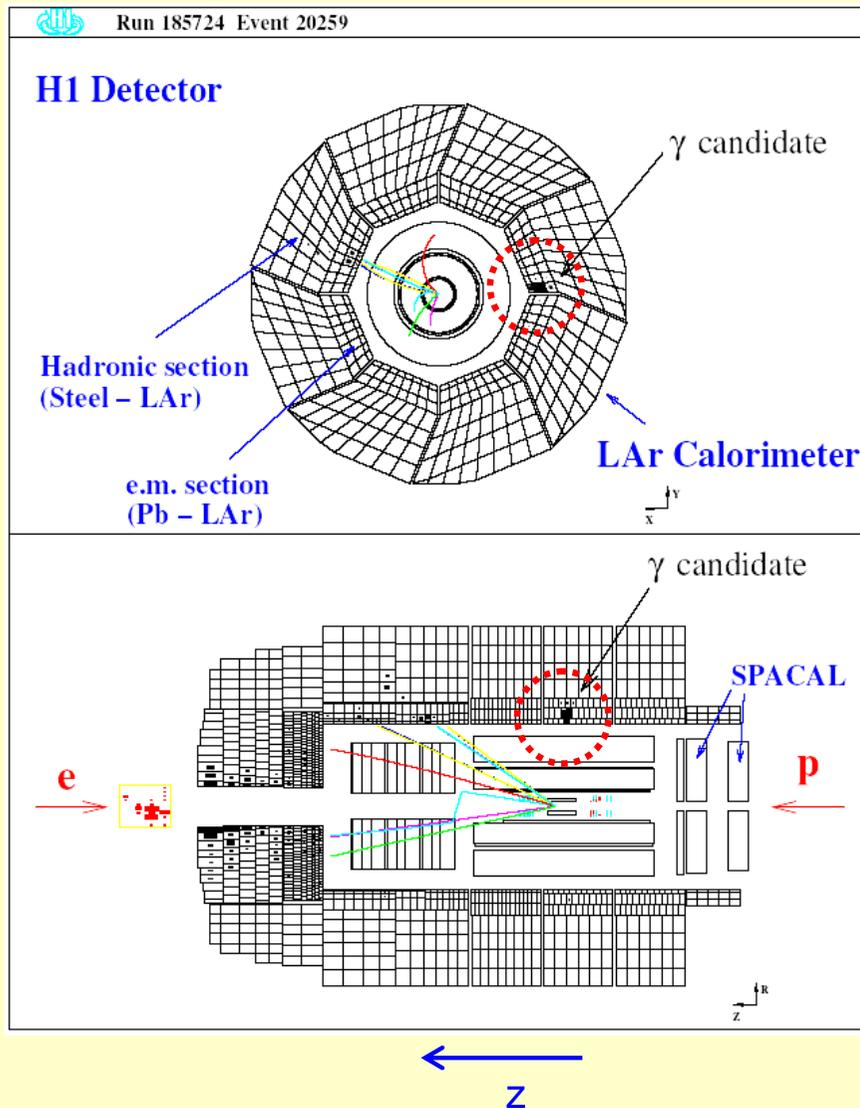 Run 185724 Event 20259
H1 Detector
γ candidate
Hadronic section
(Steel – LAr)
LAr Calorimeter
e.m. section
(Pb – LAr)
Y
X
γ candidate
SPACAL
e
p
R
Z
z